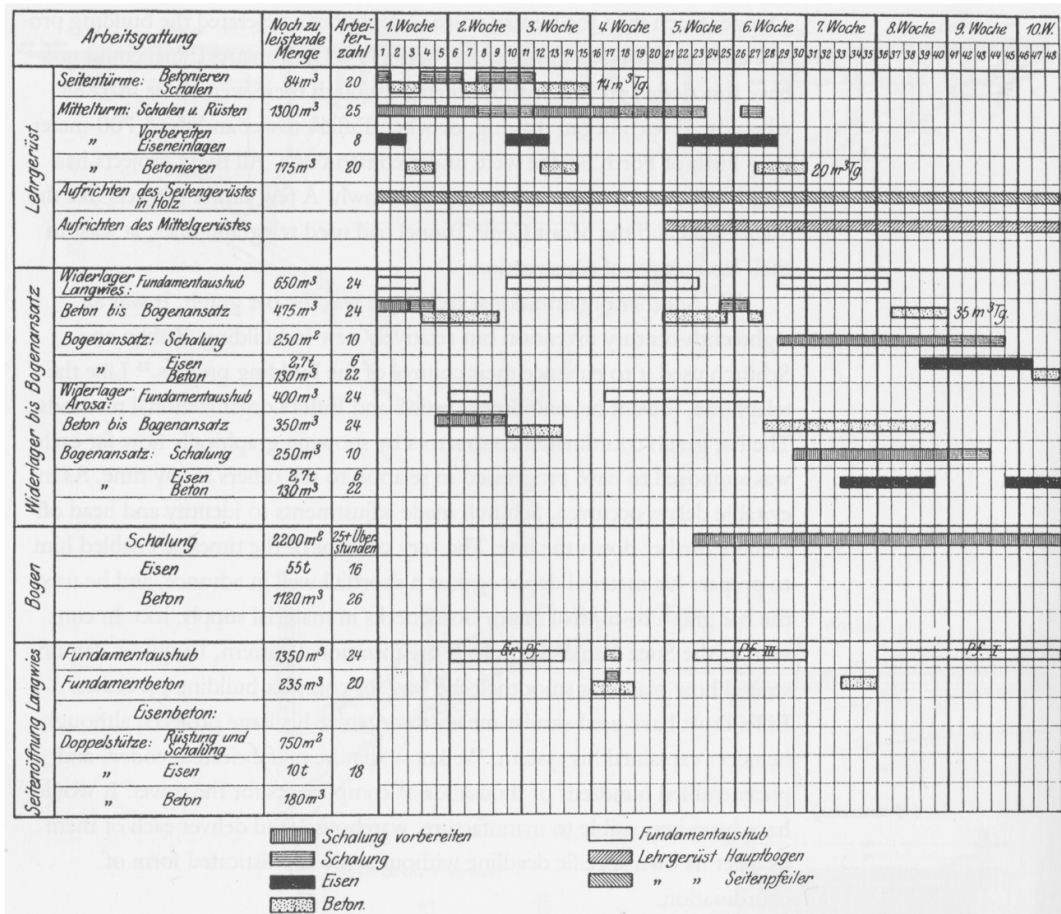 Arbeitsgattung Noch zu leistende Menge Arbeiterzahl 1.Woche 2.Woche 3.Woche 4.Woche 5.Woche 6.Woche 7.Woche 8.Woche 9.Woche 10.W.
1 2 3 4 5 6 7 8 9 10 11 12 13 14 15 16 17 18 19 20 21 22 23 24 25 26 27 28 29 30 31 32 33 34 35 36 37 38 39 40 41 42 43 44 45 46 47 48
Lehrgerüst
Seitentürme: Betonieren Schalen 84 m³ 20 14 m³Tg.
Mittelturm: Schalen u. Rüsten 1300 m³ 25
„ Vorbereiten Eiseneinlagen 8
„ Betonieren 175 m³ 20 20 m³Tg.
Aufrichten des Seitengerüstes in Holz
Aufrichten des Mittelgerüstes
Widerlager bis Bogenansatz
Widerlager Langwies: Fundamentaushub 650 m³ 24
Beton bis Bogenansatz 475 m³ 24 35 m³Tg.
Bogenansatz: Schalung 250 m² 10
„ Eisen 2,7t 6
Beton 130 m³ 22
Widerlager Arosa: Fundamentaushub 400 m³ 24
Beton bis Bogenansatz 350 m³ 24
Bogenansatz: Schalung 250 m³ 10
„ Eisen 2,7t 6
Beton 130 m³ 22
Bogen
Schalung 2200 m² 25+Überstunden
Eisen 55t 16
Beton 1120 m³ 26
Seitenöffnung Langwies
Fundamentaushub 1350 m³ 24 Gr. Pf. Pf. III Pf. I
Fundamentbeton 235 m³ 20
Eisenbeton:
Doppelstütze: Rüstung und Schalung 750 m²
„ Eisen 10t 18
„ Beton 180 m³
Schalung vorbereiten
Schalung
Eisen
Beton.
Fundamentaushub
Lehrgerüst Hauptbogen
„ „ Seitenpfeiler